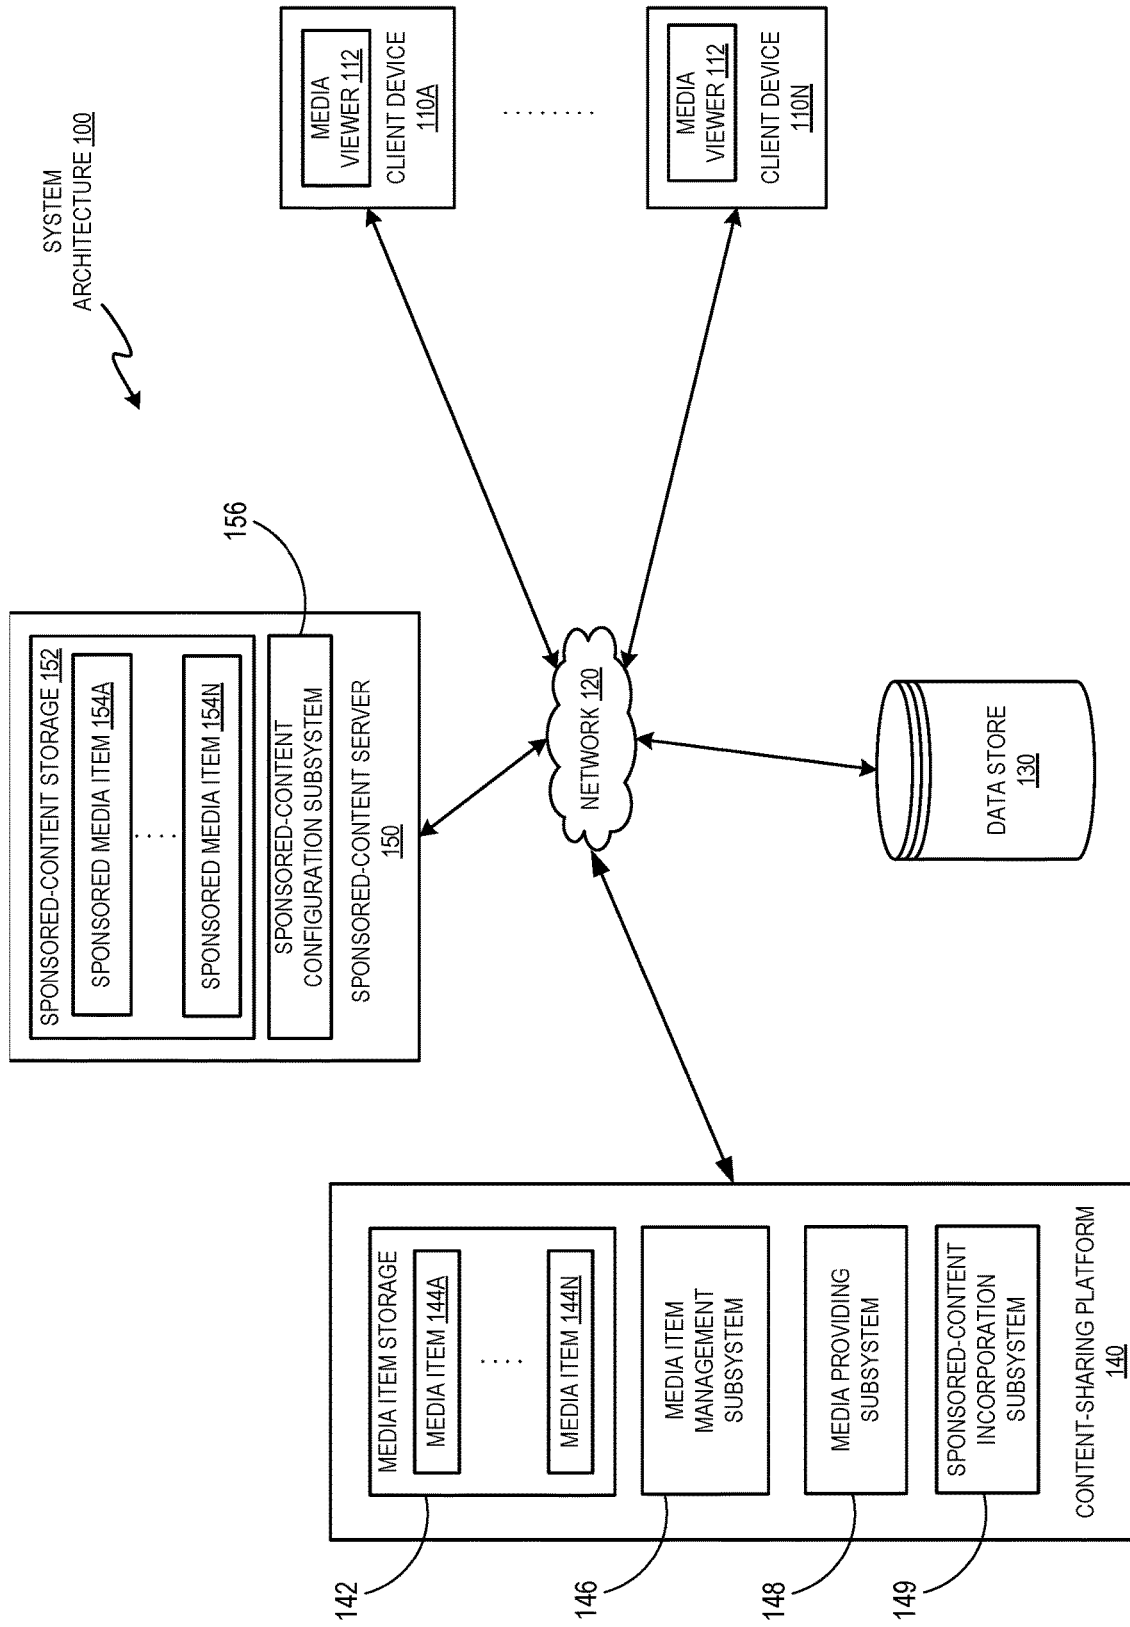 SYSTEM
ARCHITECTURE 100
SPONSORED-CONTENT STORAGE 152
SPONSORED MEDIA ITEM 154A
. . . . .
SPONSORED MEDIA ITEM 154N
SPONSORED-CONTENT
CONFIGURATION SUBSYSTEM
SPONSORED-CONTENT SERVER
150
156
MEDIA
VIEWER 112
CLIENT DEVICE
110A
. . . . . . . .
MEDIA
VIEWER 112
CLIENT DEVICE
110N
NETWORK 120
DATA STORE
130
MEDIA ITEM STORAGE
MEDIA ITEM 144A
. . . .
MEDIA ITEM 144N
142
MEDIA ITEM
MANAGEMENT
SUBSYSTEM
146
MEDIA PROVIDING
SUBSYSTEM
148
SPONSORED-CONTENT
INCORPORATION
SUBSYSTEM
149
CONTENT-SHARING PLATFORM
140